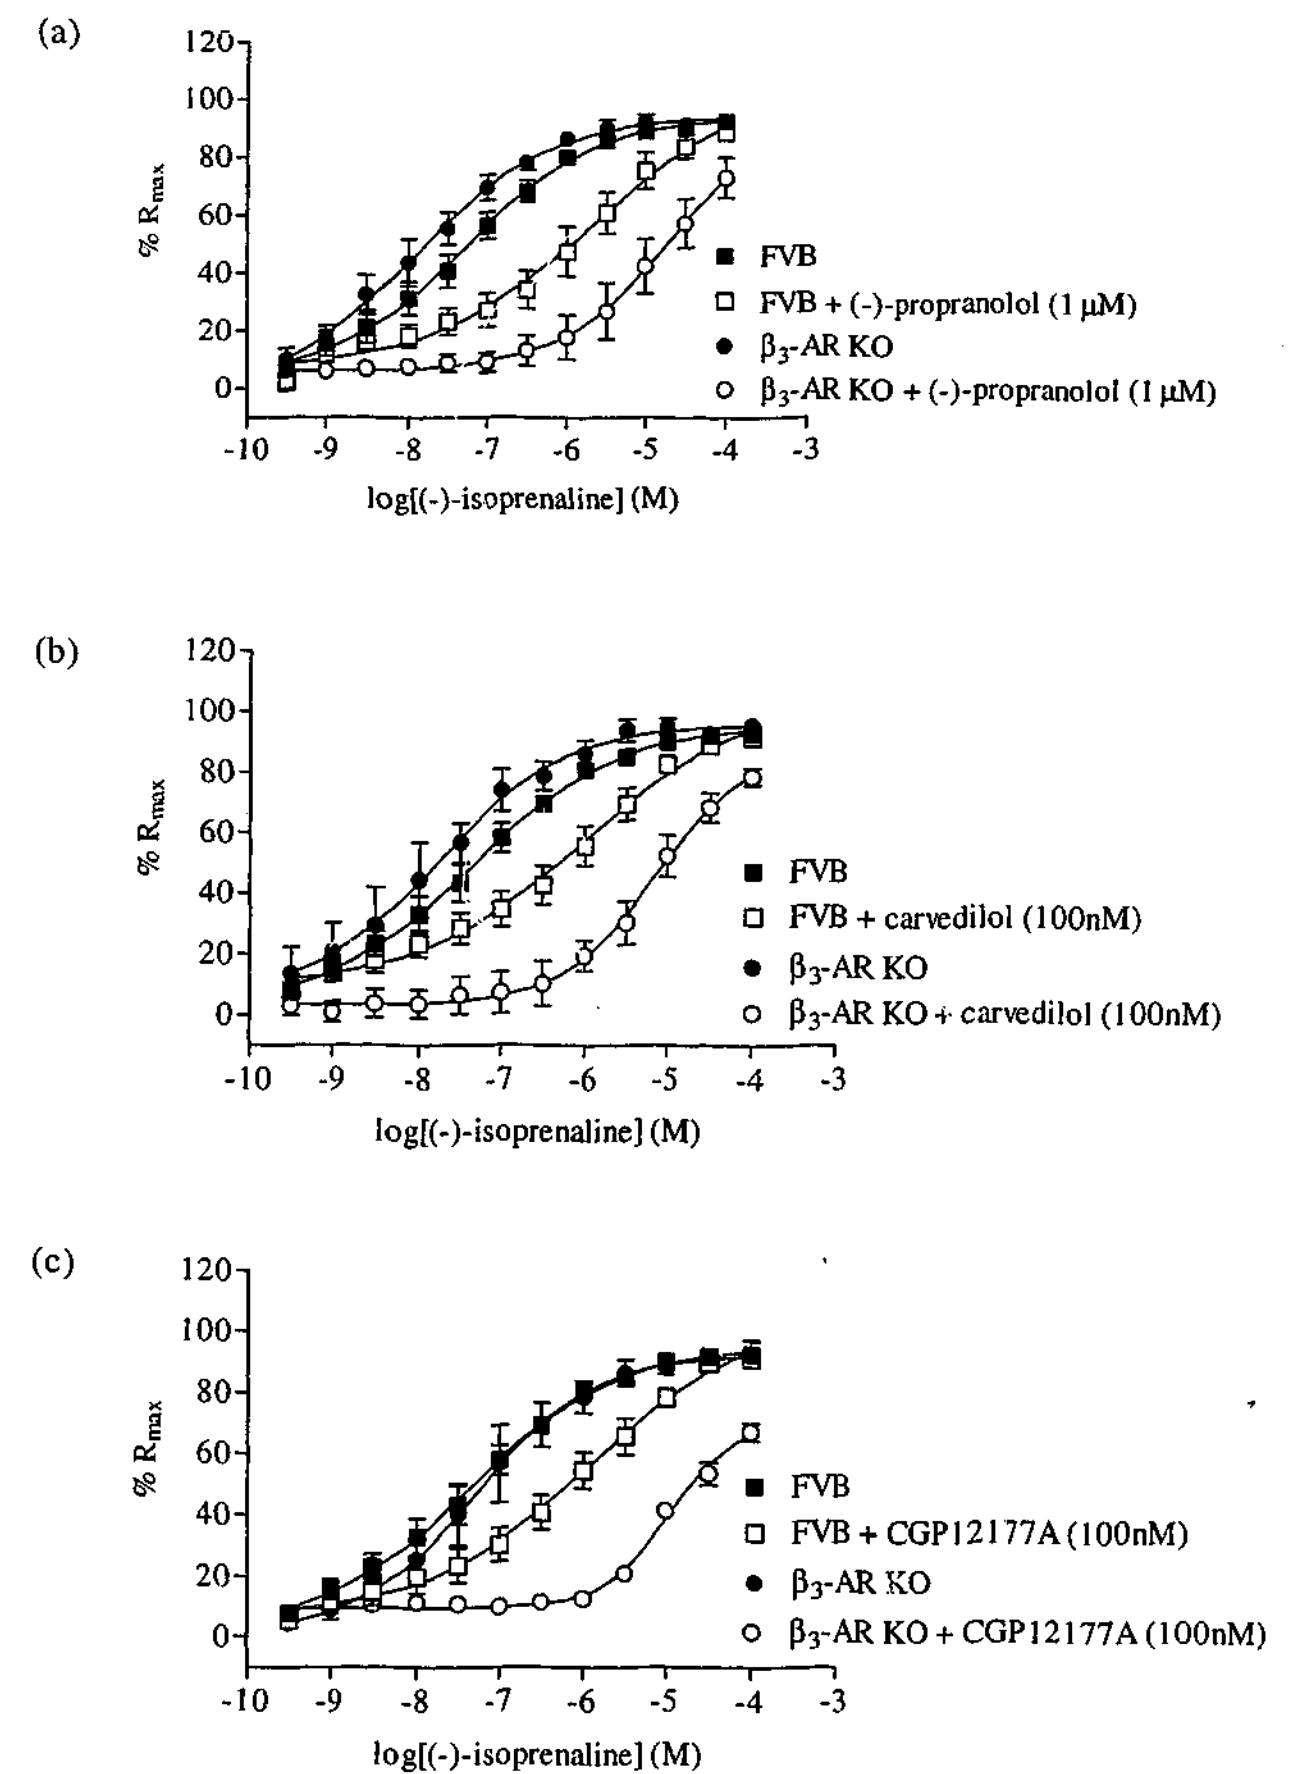 (a)
120
100
80
60
40
20
0
% Rmax
FVB
FVB + (-)-propranolol (1 µM)
β3-AR KO
β3-AR KO + (-)-propranolol (1 µM)
-10 -9 -8 -7 -6 -5 -4 -3
log[(-)-isoprenaline] (M)
(b)
120
100
80
60
40
20
0
% Rmax
FVB
FVB + carvedilol (100nM)
β3-AR KO
β3-AR KO + carvedilol (100nM)
-10 -9 -8 -7 -6 -5 -4 -3
log[(-)-isoprenaline] (M)
(c)
120
100
80
60
40
20
0
% Rmax
FVB
FVB + CGP12177A (100nM)
β3-AR KO
β3-AR KO + CGP12177A (100nM)
-10 -9 -8 -7 -6 -5 -4 -3
log[(-)-isoprenaline] (M)